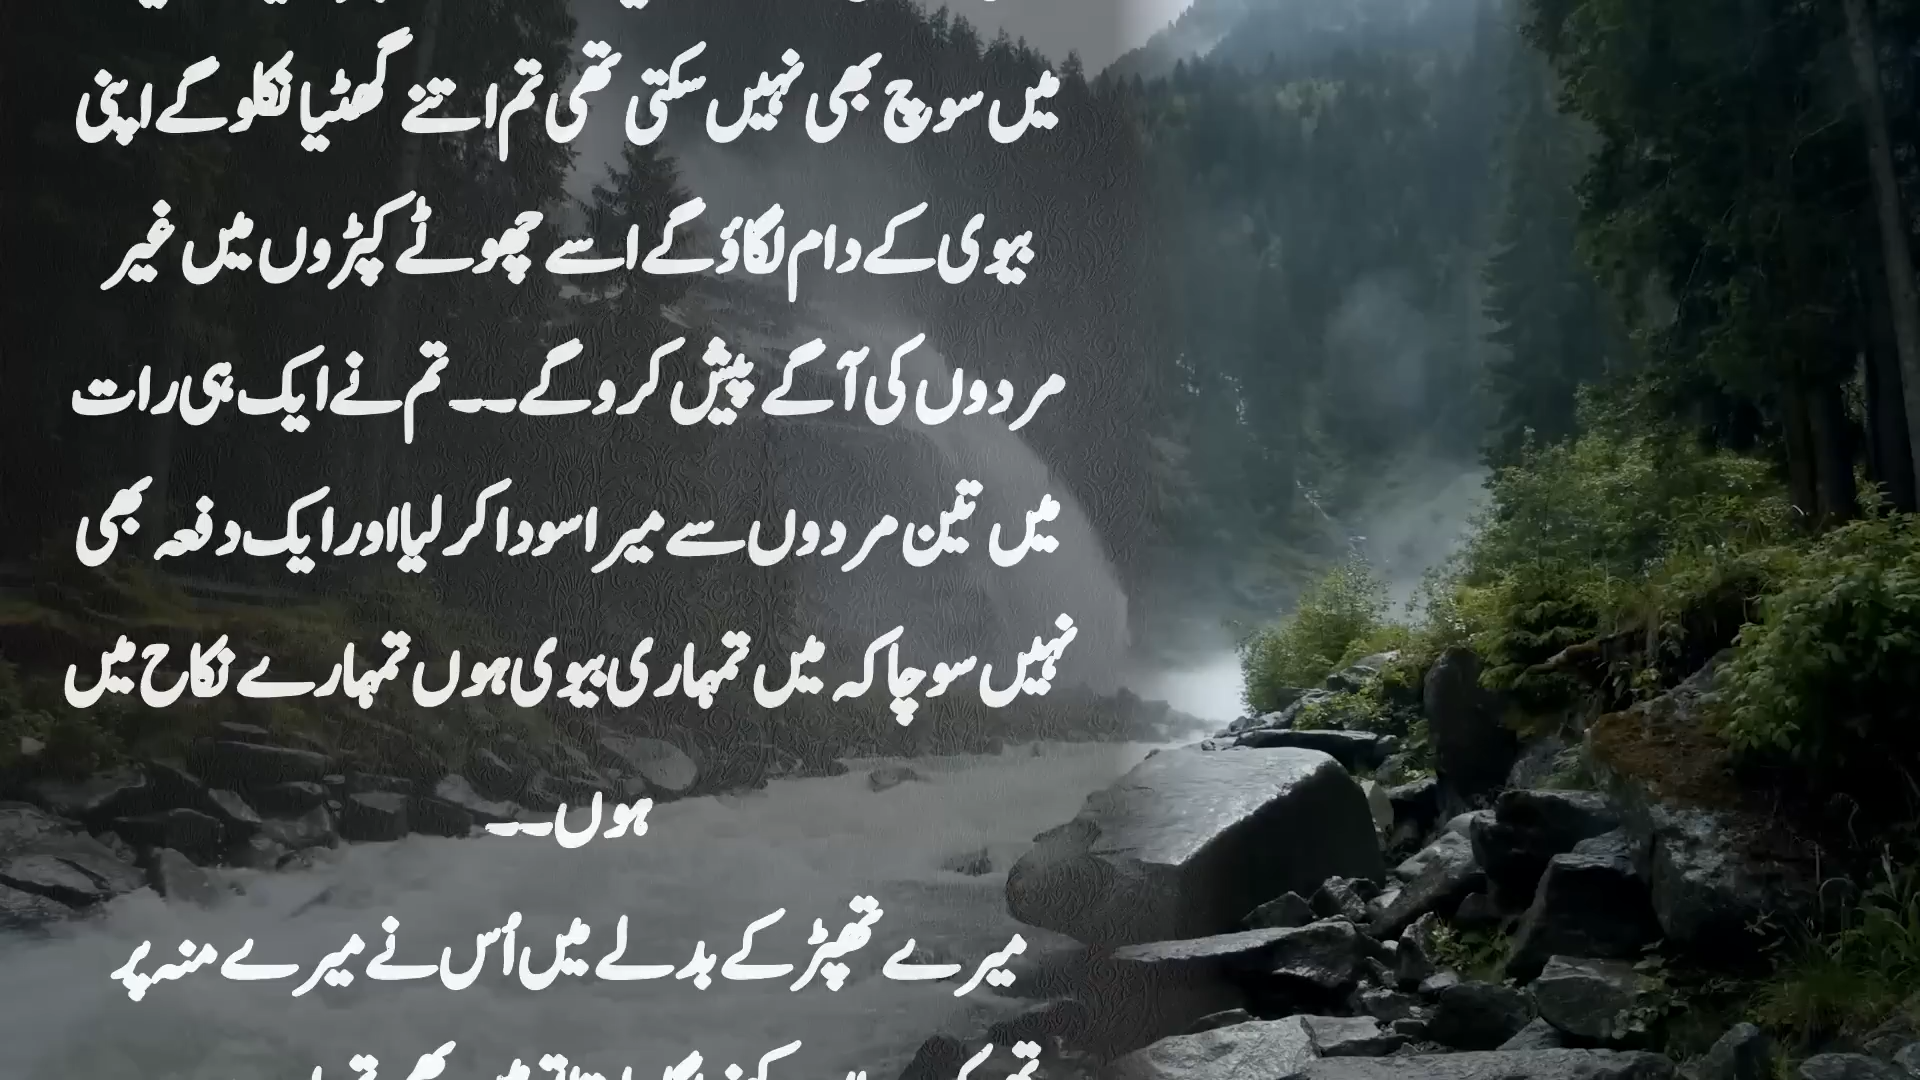 میں سوچ بھی نہیں سکتی تھی تم اتنے گھٹیا نکلو گے اپنی
بیوی کے دام لگاؤ گے اسے چھوٹے کپڑوں میں غیر
مردوں کی آگے پیش کرو گے۔۔ تم نے ایک ہی رات
میں تین مردوں سے میرا سودا کر لیا اور ایک دفعہ بھی
نہیں سوچا کہ میں تمہاری بیوی ہوں تمہارے نکاح میں
ہوں۔۔
میرے تھپڑ کے بدلے میں اُس نے میرے منہ پر